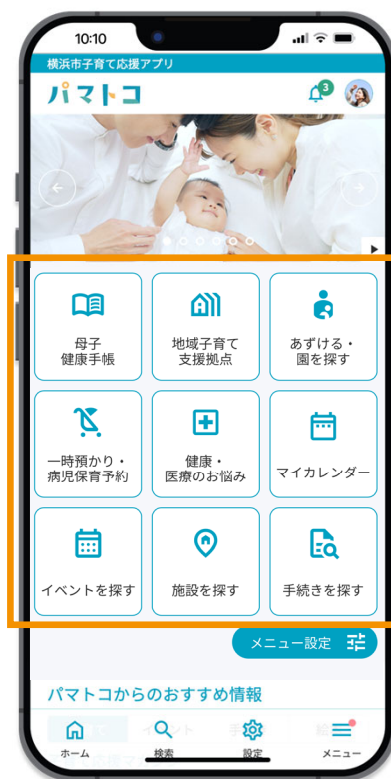 10:10
横浜市子育て応援アプリ
パマトコ
3
母子
健康手帳
地域子育て
支援拠点
あずける・
園を探す
一時預かり・
病児保育予約
健康・
医療のお悩み
マイカレンダー
イベントを探す
施設を探す
手続きを探す
メニュー設定
パマトコからのおすすめ情報
ホーム
検索
設定
メニュー